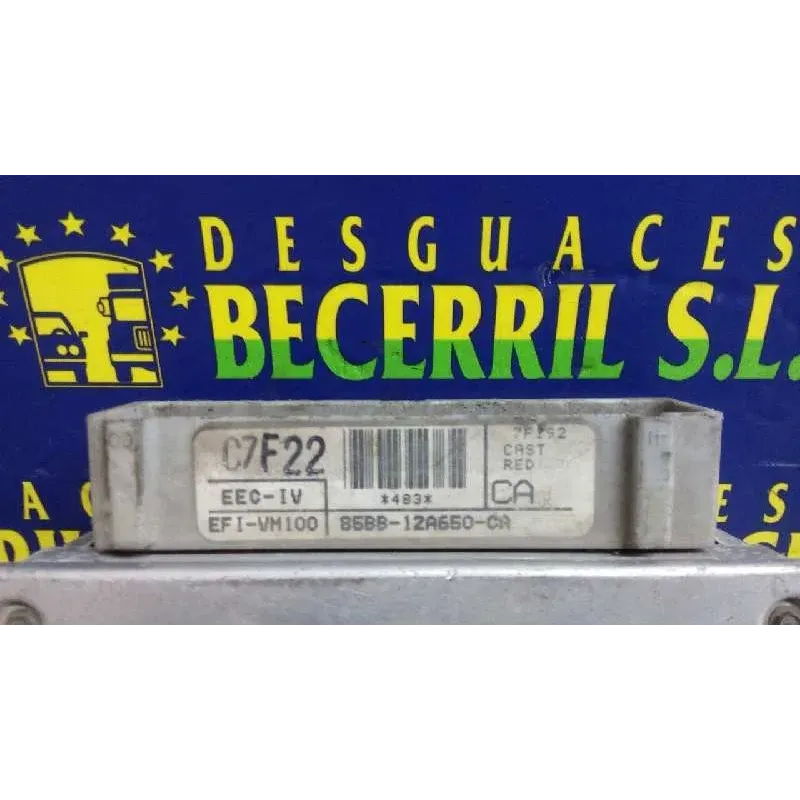 DESGUACES
BECERRIL S.L.
C7F22
EEC-IV
EFI-VM100
*483*
85BB-12A650-CA
CAST
RED
CA